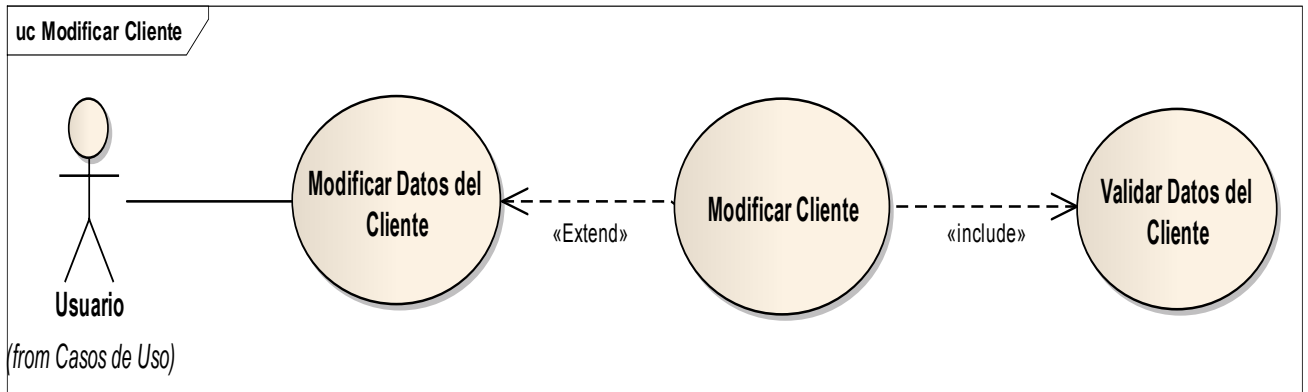 uc Modificar Cliente
Modificar Datos del
Cliente
«Extend»
Modificar Cliente
«include»
Validar Datos del
Cliente
Usuario
(from Casos de Uso)